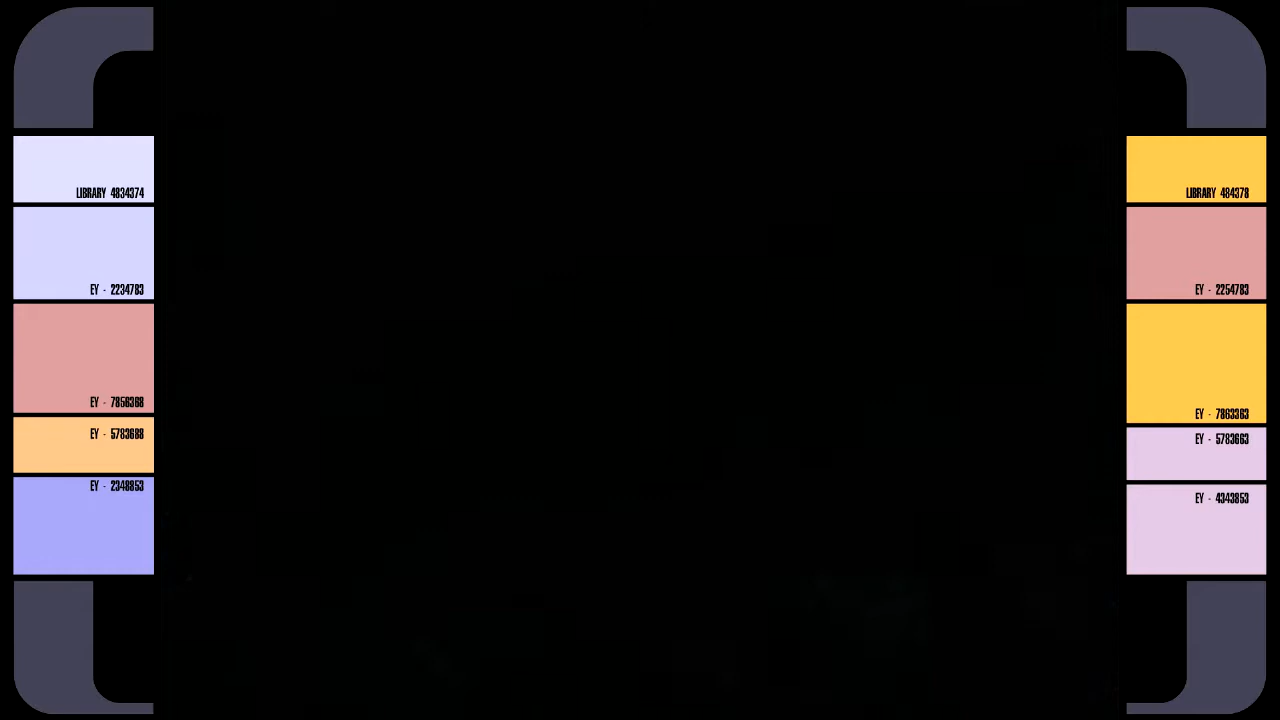 LIBRARY 4834374
EY - 2234783
EY - 7856368
EY - 5783688
EY - 2348853
LIBRARY 484378
EY - 2254783
EY - 7863363
EY - 5783663
EY - 4343853